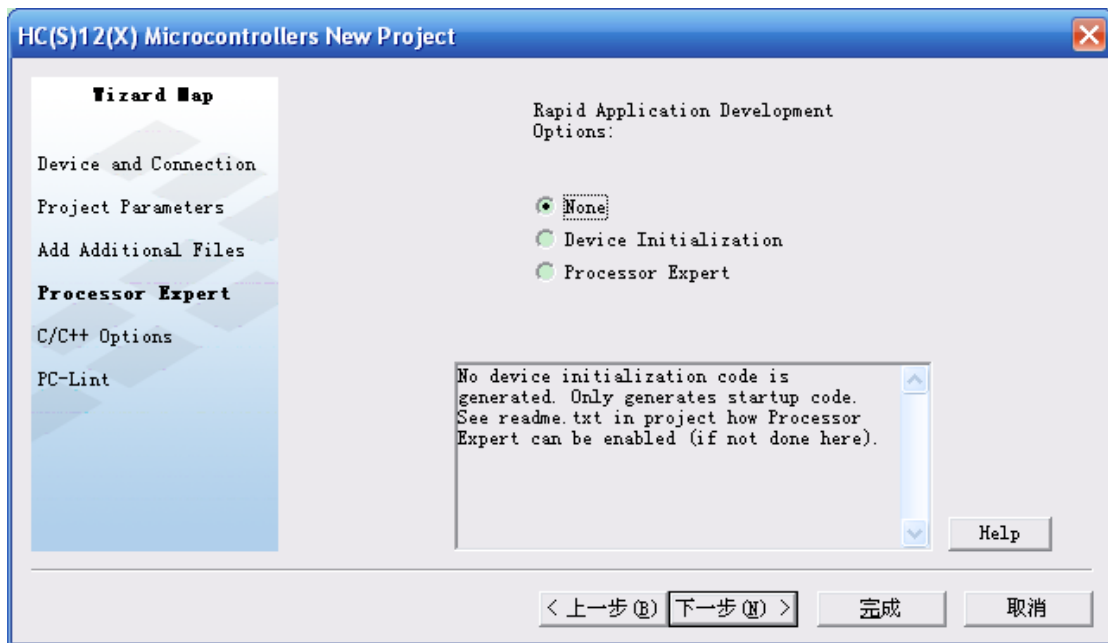 HC(S)12(X) Microcontrollers New Project
Wizard Map
Device and Connection
Project Parameters
Add Additional Files
Processor Expert
C/C++ Options
PC-Lint
Rapid Application Development
Options:
None
Device Initialization
Processor Expert
No device initialization code is
generated. Only generates startup code.
See readme.txt in project how Processor
Expert can be enabled (if not done here).
Help
< 上一步(B)
下一步(N) >
完成
取消